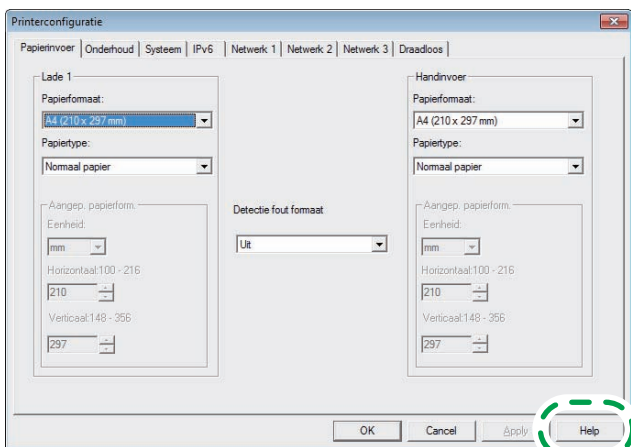 Printerconfiguratie
Papierinvoer Onderhoud Systeem IPv6 Netwerk 1 Netwerk 2 Netwerk 3 Draadloos
Lade 1
Papierformaat:
A4 (210 x 297 mm)
Papiertype:
Normaal papier
Aangep. papierform.
Eenheid:
mm
Horizontaal:100 - 216
210
Verticaal:148 - 356
297
Detectie fout formaat
Uit
Handinvoer
Papierformaat:
A4 (210 x 297 mm)
Papiertype:
Normaal papier
Aangep. papierform.
Eenheid:
mm
Horizontaal:100 - 216
210
Verticaal:148 - 356
297
OK Cancel Apply Help